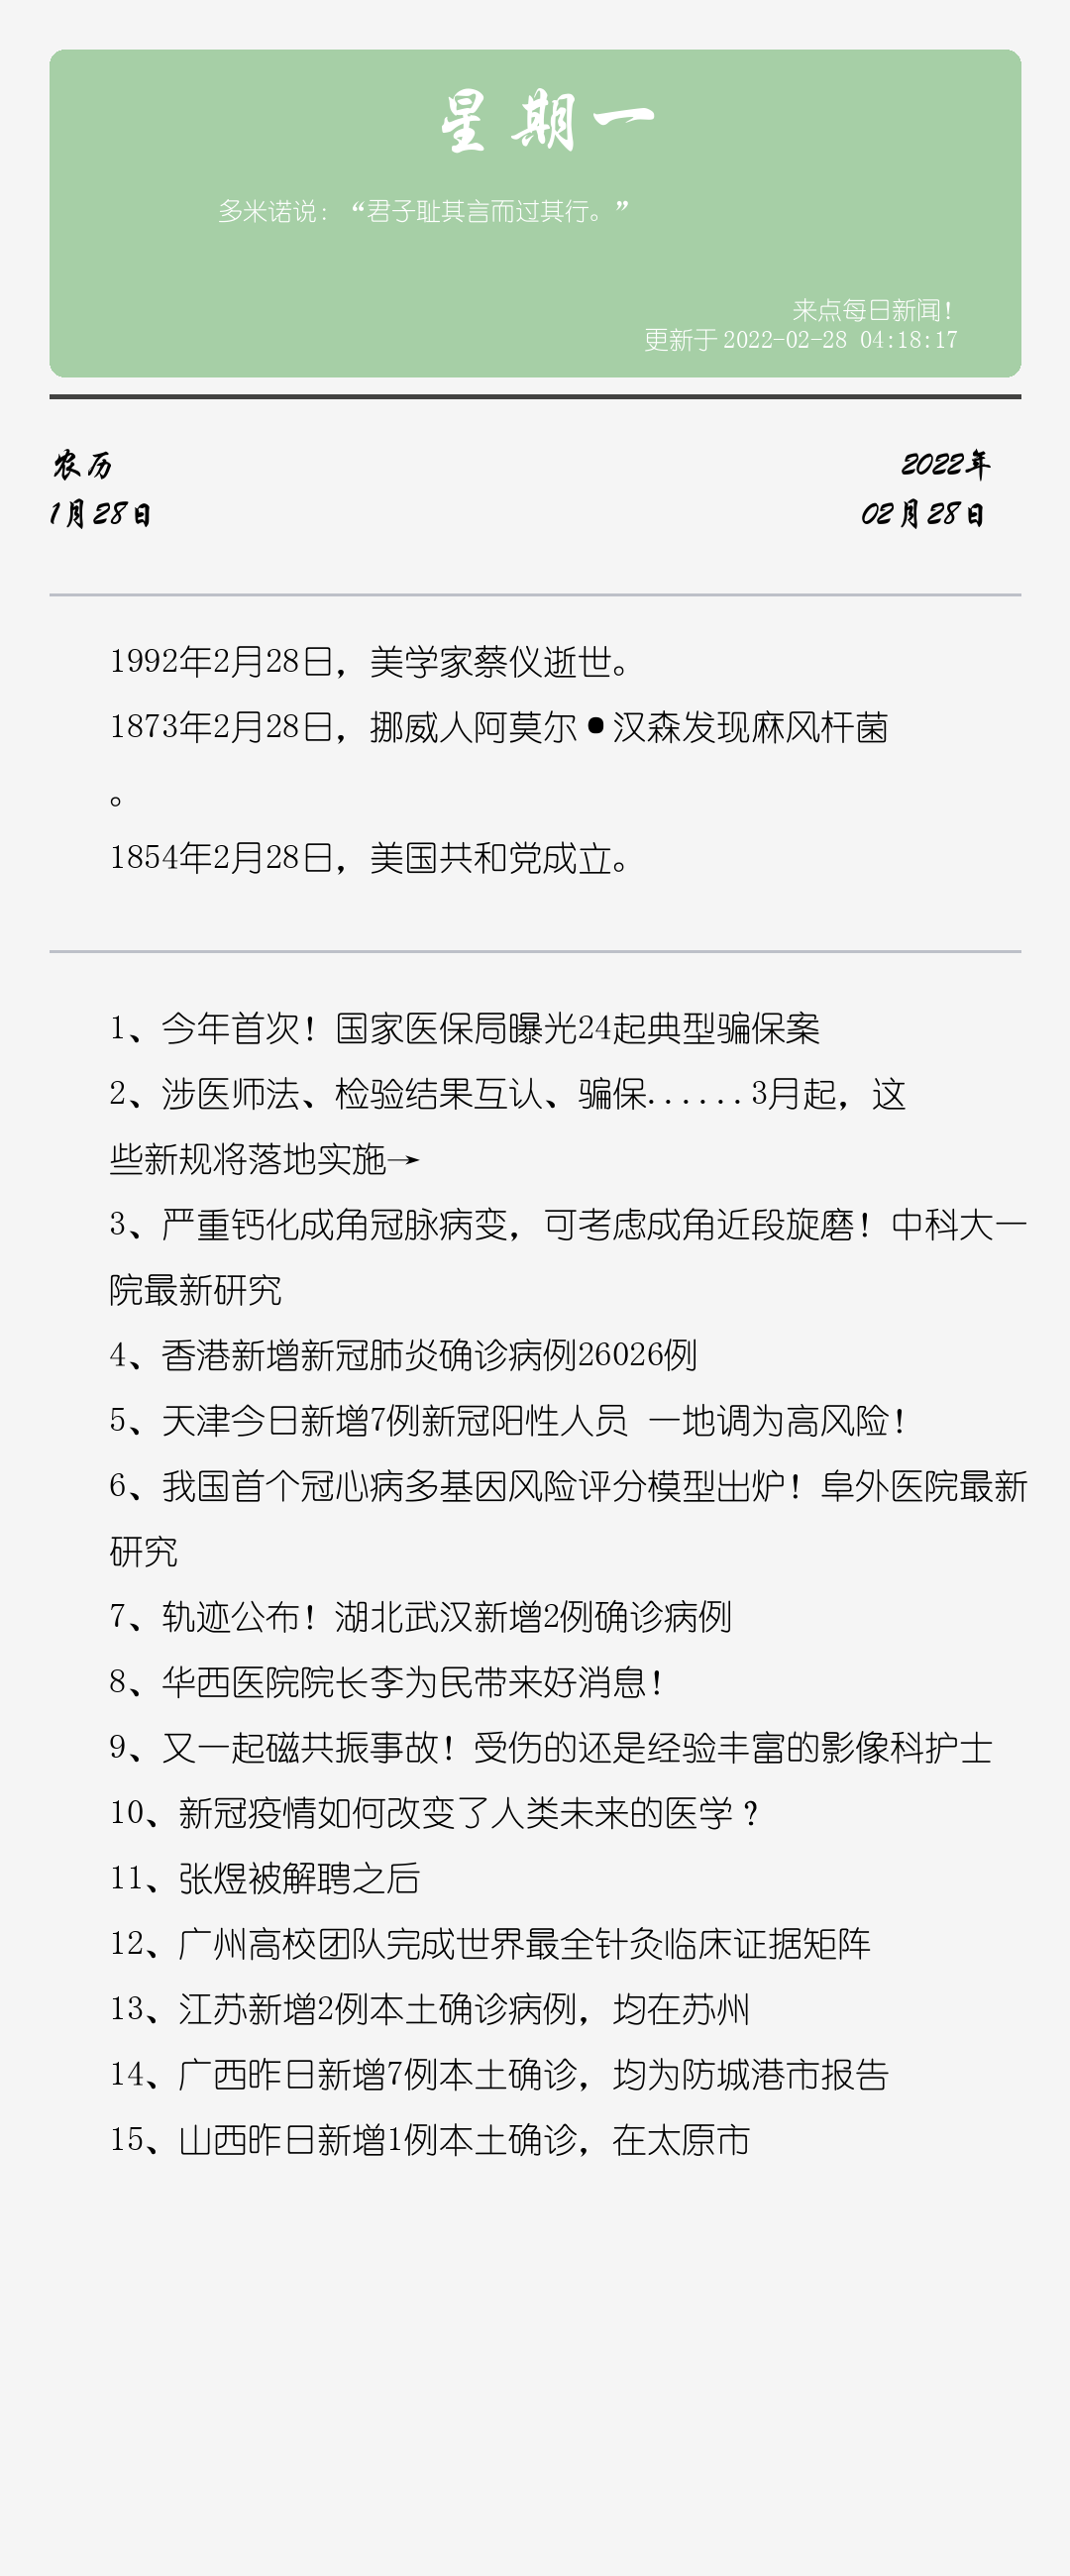 星期一
多米诺说：“君子耻其言而过其行。”
来点每日新闻！
更新于 2022-02-28 04:18:17
农历
2022年
1月28日
02月28日
1992年2月28日，美学家蔡仪逝世。
1873年2月28日，挪威人阿莫尔•汉森发现麻风杆菌
。
1854年2月28日，美国共和党成立。
1、今年首次！国家医保局曝光24起典型骗保案
2、涉医师法、检验结果互认、骗保......3月起，这
些新规将落地实施→
3、严重钙化成角冠脉病变，可考虑成角近段旋磨！中科大一
院最新研究
4、香港新增新冠肺炎确诊病例26026例
5、天津今日新增7例新冠阳性人员 一地调为高风险！
6、我国首个冠心病多基因风险评分模型出炉！阜外医院最新
研究
7、轨迹公布！湖北武汉新增2例确诊病例
8、华西医院院长李为民带来好消息！
9、又一起磁共振事故！受伤的还是经验丰富的影像科护士
10、新冠疫情如何改变了人类未来的医学？
11、张煜被解聘之后
12、广州高校团队完成世界最全针灸临床证据矩阵
13、江苏新增2例本土确诊病例，均在苏州
14、广西昨日新增7例本土确诊，均为防城港市报告
15、山西昨日新增1例本土确诊，在太原市